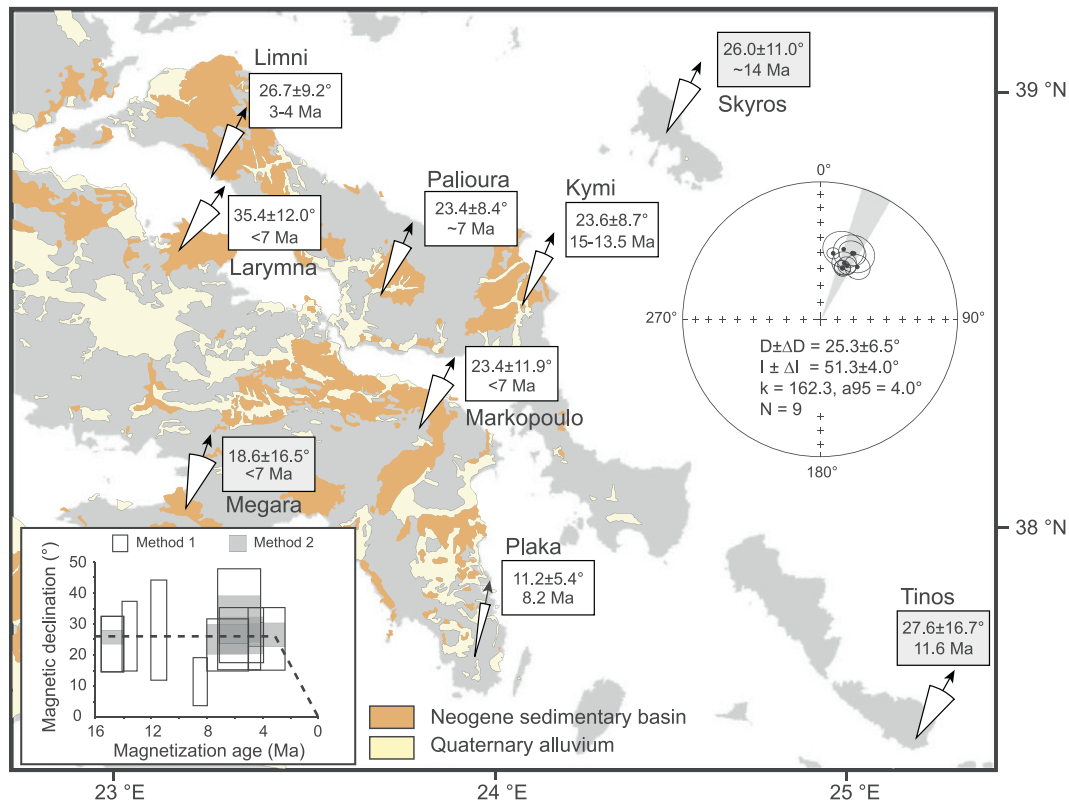 Limni
26.7±9.2°
3-4 Ma
26.0±11.0°
~14 Ma
Skyros
39 °N
35.4±12.0°
<7 Ma
Larymna
Palioura
23.4±8.4°
~7 Ma
Kymi
23.6±8.7°
15-13.5 Ma
0°
270°
90°
180°
D±ΔD = 25.3±6.5°
I ± ΔI = 51.3±4.0°
k = 162.3, a95 = 4.0°
N = 9
23.4±11.9°
<7 Ma
Markopoulo
18.6±16.5°
<7 Ma
Megara
38 °N
Plaka
11.2±5.4°
8.2 Ma
Tinos
27.6±16.7°
11.6 Ma
Method 1
Method 2
Magnetic declination (°)
50
40
30
20
10
0
16
12
8
4
0
Magnetization age (Ma)
Neogene sedimentary basin
Quaternary alluvium
23 °E
24 °E
25 °E